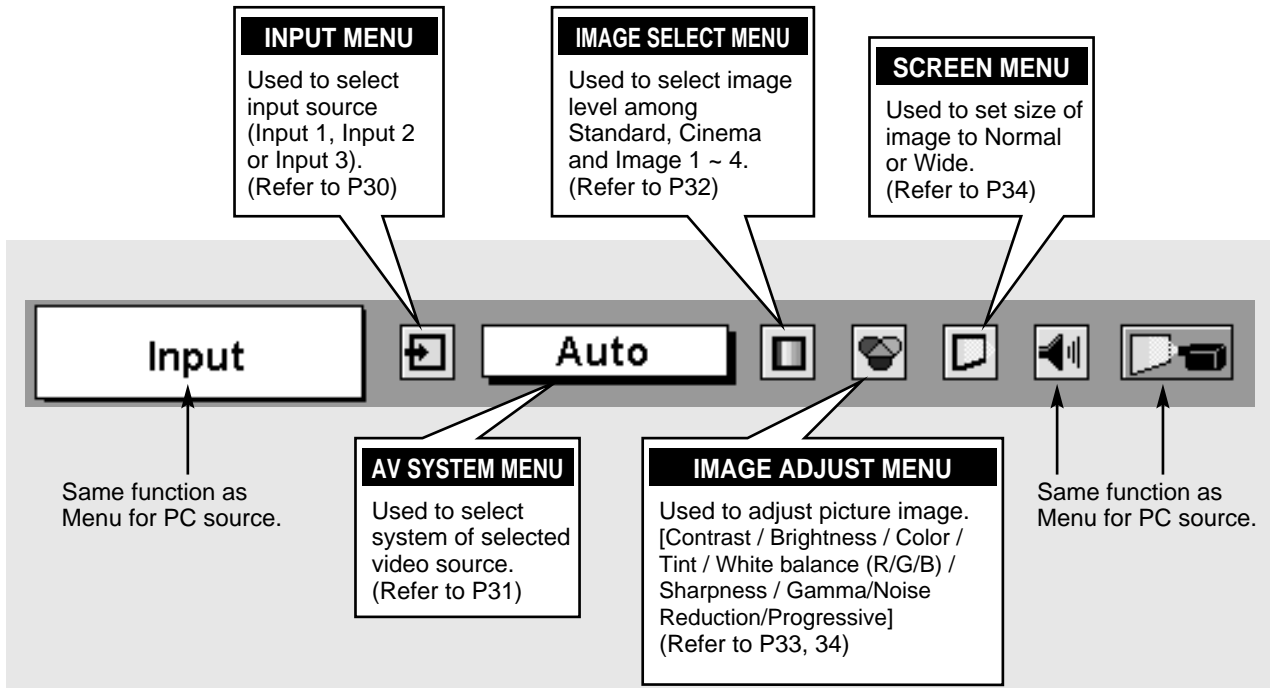 INPUT MENU
Used to select
input source
(Input 1, Input 2
or Input 3).
(Refer to P30)
IMAGE SELECT MENU
Used to select image
level among
Standard, Cinema
and Image 1 ~ 4.
(Refer to P32)
SCREEN MENU
Used to set size of
image to Normal
or Wide.
(Refer to P34)
Input
Auto
Same function as
Menu for PC source.
AV SYSTEM MENU
Used to select
system of selected
video source.
(Refer to P31)
IMAGE ADJUST MENU
Used to adjust picture image.
[Contrast / Brightness / Color /
Tint / White balance (R/G/B) /
Sharpness / Gamma/Noise
Reduction/Progressive]
(Refer to P33, 34)
Same function as
Menu for PC source.